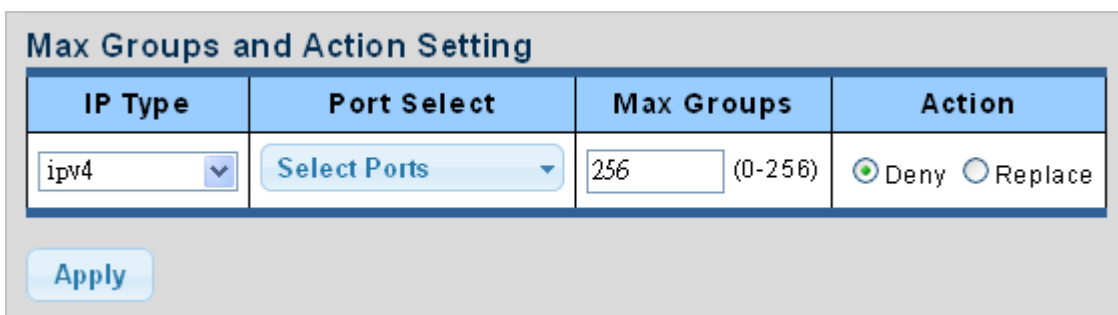 Max Groups and Action Setting
IP Type Port Select Max Groups Action
ipv4 Select Ports 256 (0-256) Deny Replace
Apply